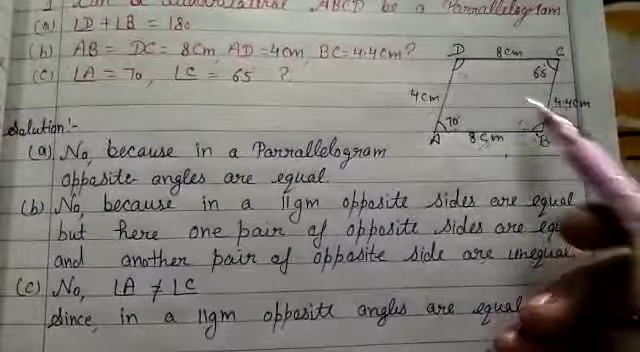 ABCD be a Parrallelogram
(a) ∠D + ∠B = 180
(b) AB = DC = 8cm, AD = 4cm, BC = 4.4cm?
(c) ∠A = 70, ∠C = 65 ?
D 8cm C
65
4cm 4.4cm
70
A 8cm B
Solution:-
(a) No, because in a Parrallelogram
opposite angles are equal.
(b) No, because in a ||gm opposite sides are equal
but here one pair of opposite sides are
and another pair of opposite side are unequal
(c) No, ∠A ≠ ∠C
Since, in a ||gm opposite angles are equal